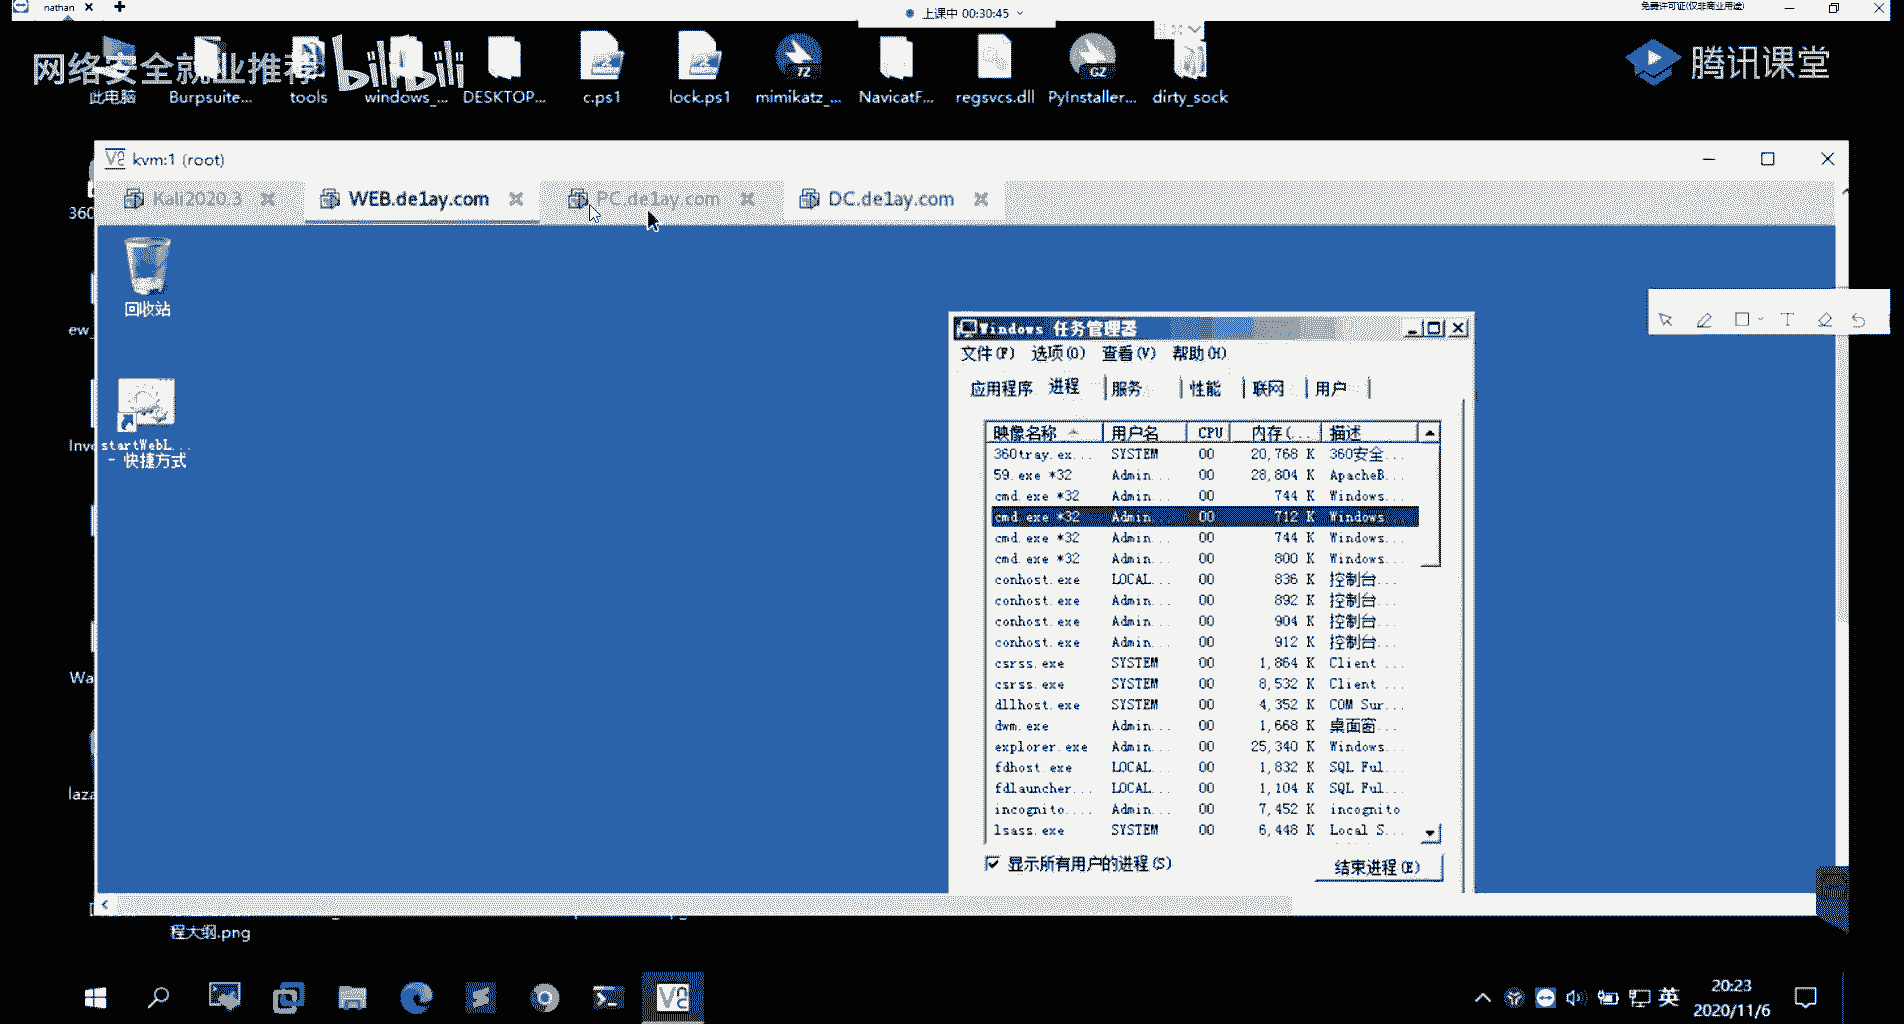 nathan
上课中 00:30:45
免费许可证(仅非商业用途)
网络安全就业推荐
bilibili
腾讯课堂
此电脑
Burpsuite...
tools
windows_...
DESKTOP...
c.ps1
lock.ps1
mimikatz_...
NavicatF...
regsvcs.dll
PyInstaller...
dirty_sock
72
GZ
kvm:1 (root)
Kali2020.3
WEB.de1ay.com
PC.de1ay.com
DC.de1ay.com
360
ew_
Inv
Wa
laza
回收站
startWebL...
- 快捷方式
Windows 任务管理器
文件(F) 选项(O) 查看(V) 帮助(H)
应用程序 进程 服务 性能 联网 用户
映像名称 用户名 CPU 内存(... 描述
360tray.ex... SYSTEM 00 20,768 K 360安全...
59.exe *32 Admin... 00 28,804 K ApacheB...
cmd.exe *32 Admin... 00 744 K Windows...
cmd.exe *32 Admin... 00 712 K Windows...
cmd.exe *32 Admin... 00 744 K Windows...
cmd.exe *32 Admin... 00 800 K Windows...
conhost.exe LOCAL... 00 836 K 控制台...
conhost.exe Admin... 00 892 K 控制台...
conhost.exe Admin... 00 904 K 控制台...
conhost.exe Admin... 00 912 K 控制台...
csrss.exe SYSTEM 00 1,864 K Client ...
csrss.exe SYSTEM 00 8,532 K Client ...
dllhost.exe SYSTEM 00 4,352 K COM Sur...
dwm.exe Admin... 00 1,668 K 桌面窗...
explorer.exe Admin... 00 25,340 K Windows...
fdhost.exe LOCAL... 00 1,832 K SQL Ful...
fdlauncher... LOCAL... 00 1,104 K SQL Ful...
incognito.... Admin... 00 7,452 K incognito
lsass.exe SYSTEM 00 6,448 K Local S...
显示所有用户的进程(S)
结束进程(E)
程大纲.png
英
20:23
2020/11/6